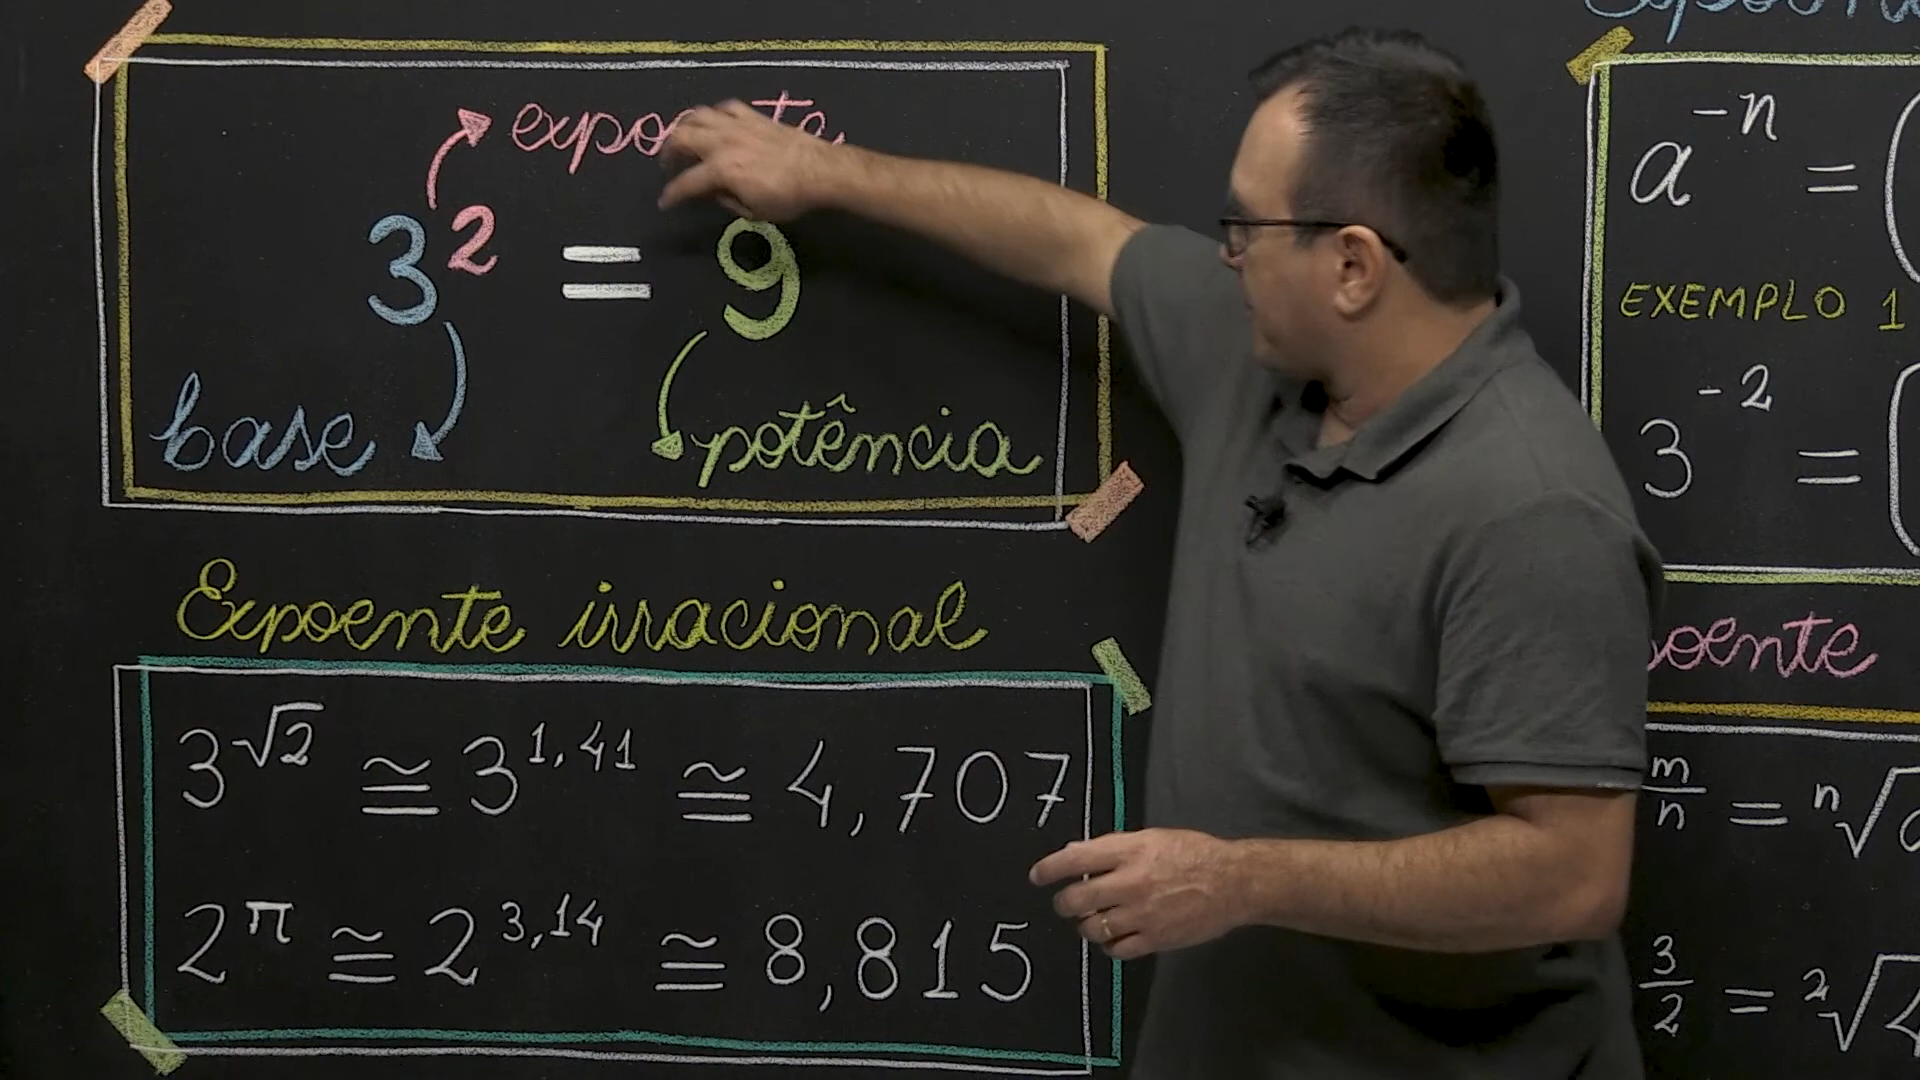 3² = 9
base
potência
Expoente irracional
3^√2 ≅ 3^1,41 ≅ 4,707
2^π ≅ 2^3,14 ≅ 8,815
a^-n = (
EXEMPLO 1
3^-2 = (
m/n = ⁿ√
3/2 = ²√4